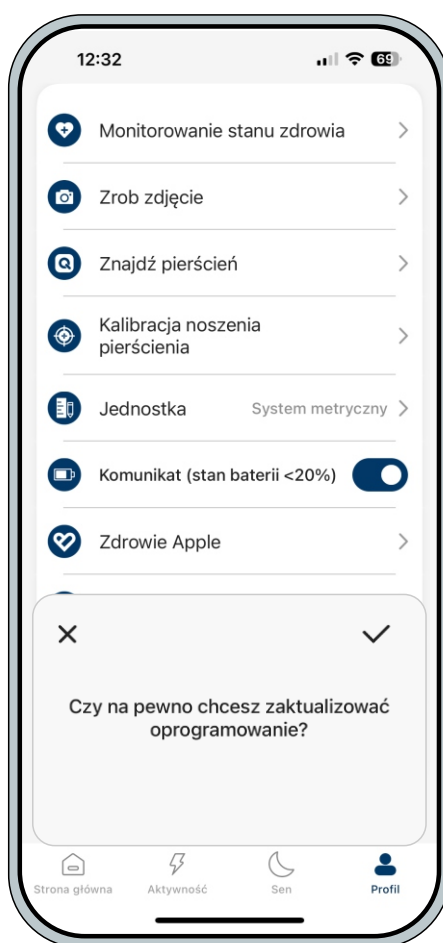 12:32
69
Monitorowanie stanu zdrowia
Zrob zdjęcie
Znajdź pierścień
Kalibracja noszenia
pierścienia
Jednostka System metryczny
Komunikat (stan baterii <20%)
Zdrowie Apple
Czy na pewno chcesz zaktualizować
oprogramowanie?
Strona główna Aktywność Sen Profil